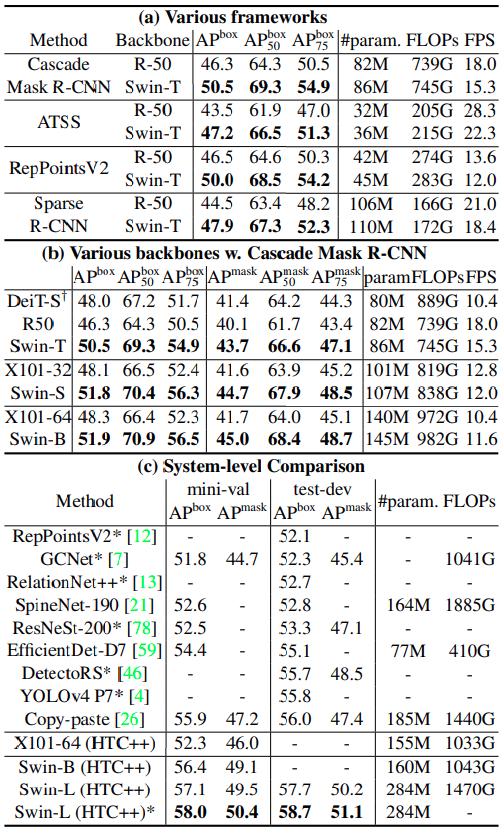 (a) Various frameworks
Method Backbone AP^box AP^box_50 AP^box_75 #param. FLOPs FPS
Cascade R-50 46.3 64.3 50.5 82M 739G 18.0
Mask R-CNN Swin-T 50.5 69.3 54.9 86M 745G 15.3
ATSS R-50 43.5 61.9 47.0 32M 205G 28.3
Swin-T 47.2 66.5 51.3 36M 215G 22.3
RepPointsV2 R-50 46.5 64.6 50.3 42M 274G 13.6
Swin-T 50.0 68.5 54.2 45M 283G 12.0
Sparse R-50 44.5 63.4 48.2 106M 166G 21.0
R-CNN Swin-T 47.9 67.3 52.3 110M 172G 18.4
(b) Various backbones w. Cascade Mask R-CNN
AP^box AP^box_50 AP^box_75 AP^mask AP^mask_50 AP^mask_75 param FLOPs FPS
DeiT-S† 48.0 67.2 51.7 41.4 64.2 44.3 80M 889G 10.4
R50 46.3 64.3 50.5 40.1 61.7 43.4 82M 739G 18.0
Swin-T 50.5 69.3 54.9 43.7 66.6 47.1 86M 745G 15.3
X101-32 48.1 66.5 52.4 41.6 63.9 45.2 101M 819G 12.8
Swin-S 51.8 70.4 56.3 44.7 67.9 48.5 107M 838G 12.0
X101-64 48.3 66.4 52.3 41.7 64.0 45.1 140M 972G 10.4
Swin-B 51.9 70.9 56.5 45.0 68.4 48.7 145M 982G 11.6
(c) System-level Comparison
Method mini-val test-dev #param. FLOPs
AP^box AP^mask AP^box AP^mask
RepPointsV2* [12] - - 52.1 - - -
GCNet* [7] 51.8 44.7 52.3 45.4 - 1041G
RelationNet++* [13] - - 52.7 - - -
SpineNet-190 [21] 52.6 - 52.8 - 164M 1885G
ResNeSt-200* [78] 52.5 - 53.3 47.1 - -
EfficientDet-D7 [59] 54.4 - 55.1 - 77M 410G
DetectoRS* [46] - - 55.7 48.5 - -
YOLOv4 P7* [4] - - 55.8 - - -
Copy-paste [26] 55.9 47.2 56.0 47.4 185M 1440G
X101-64 (HTC++) 52.3 46.0 - - 155M 1033G
Swin-B (HTC++) 56.4 49.1 - - 160M 1043G
Swin-L (HTC++) 57.1 49.5 57.7 50.2 284M 1470G
Swin-L (HTC++)* 58.0 50.4 58.7 51.1 284M -